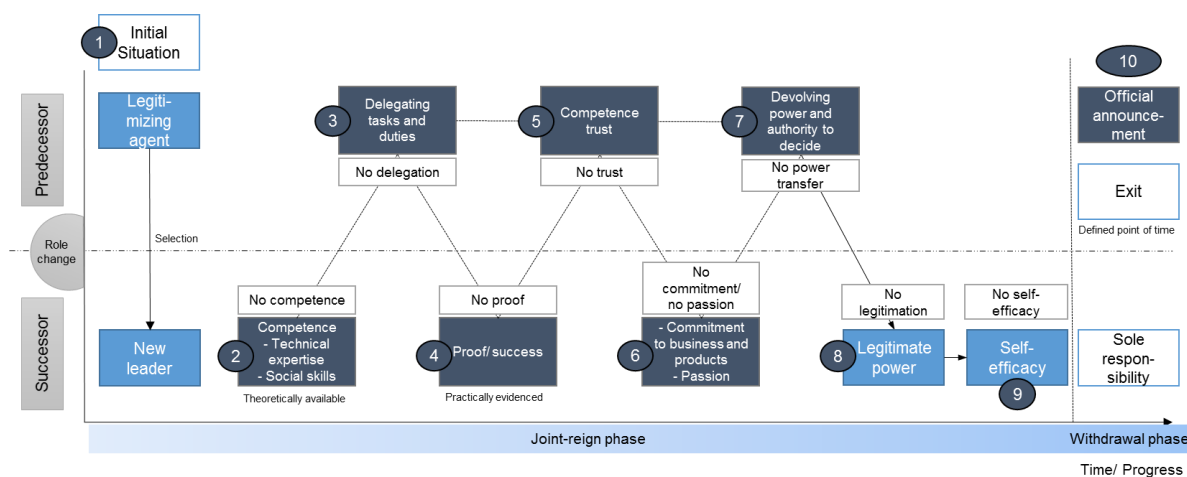 1
Initial
Situation
10
Predecessor
Legiti-
mizing
agent
3
Delegating
tasks and
duties
5
Competence
trust
7
Devolving
power and
authority to
decide
Official
announce-
ment
No delegation
No trust
No power
transfer
Exit
Defined point of time
Role
change
Selection
Successor
New
leader
No competence
2
Competence
- Technical
expertise
- Social skills
Theoretically available
No proof
4
Proof/ success
Practically evidenced
No
commitment/
no passion
6
- Commitment
to business and
products
- Passion
No
legitimation
8
Legitimate
power
No self-
efficacy
Self-
efficacy
9
Sole
respon-
sibility
Joint-reign phase
Withdrawal phase
Time/ Progress